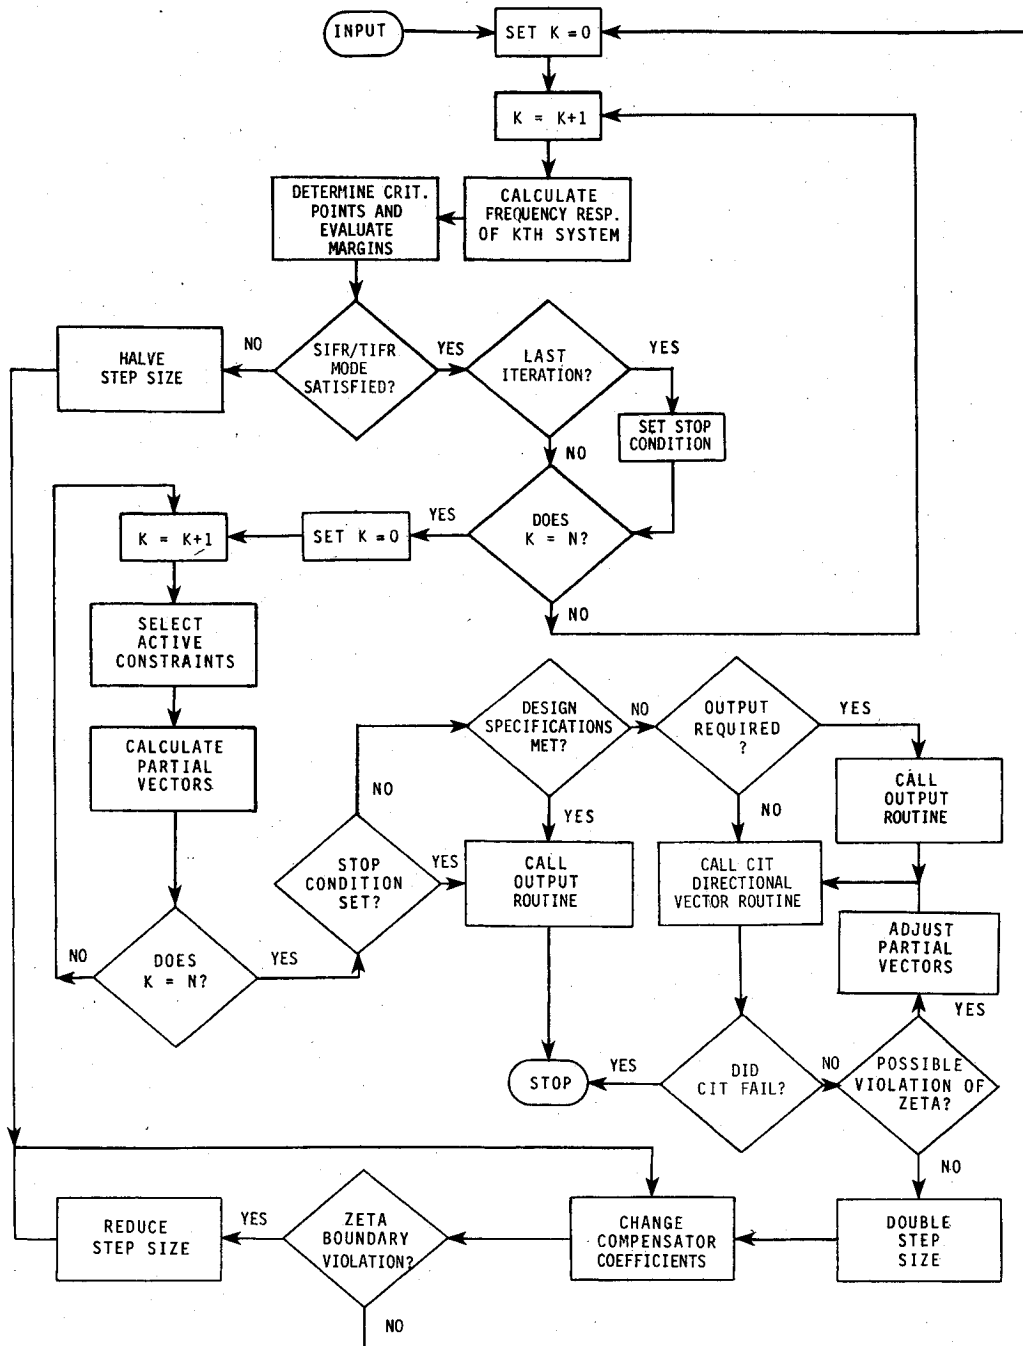 INPUT
SET K=0
K = K+1
CALCULATE
FREQUENCY RESP.
OF KTH SYSTEM
DETERMINE CRIT.
POINTS AND
EVALUATE
MARGINS
HALVE
STEP SIZE
NO
SIFR/TIFR
MODE
SATISFIED?
YES
LAST
ITERATION?
YES
SET STOP
CONDITION
NO
K = K+1
SET K=0
YES
DOES
K = N?
NO
SELECT
ACTIVE
CONSTRAINTS
CALCULATE
PARTIAL
VECTORS
NO
DOES
K = N?
YES
STOP
CONDITION
SET?
NO
YES
DESIGN
SPECIFICATIONS
MET?
NO
YES
OUTPUT
REQUIRED
?
YES
NO
CALL
OUTPUT
ROUTINE
CALL
OUTPUT
ROUTINE
CALL CIT
DIRECTIONAL
VECTOR ROUTINE
ADJUST
PARTIAL
VECTORS
YES
STOP
YES
DID
CIT FAIL?
NO
POSSIBLE
VIOLATION OF
ZETA?
NO
REDUCE
STEP SIZE
YES
ZETA
BOUNDARY
VIOLATION?
NO
CHANGE
COMPENSATOR
COEFFICIENTS
DOUBLE
STEP
SIZE